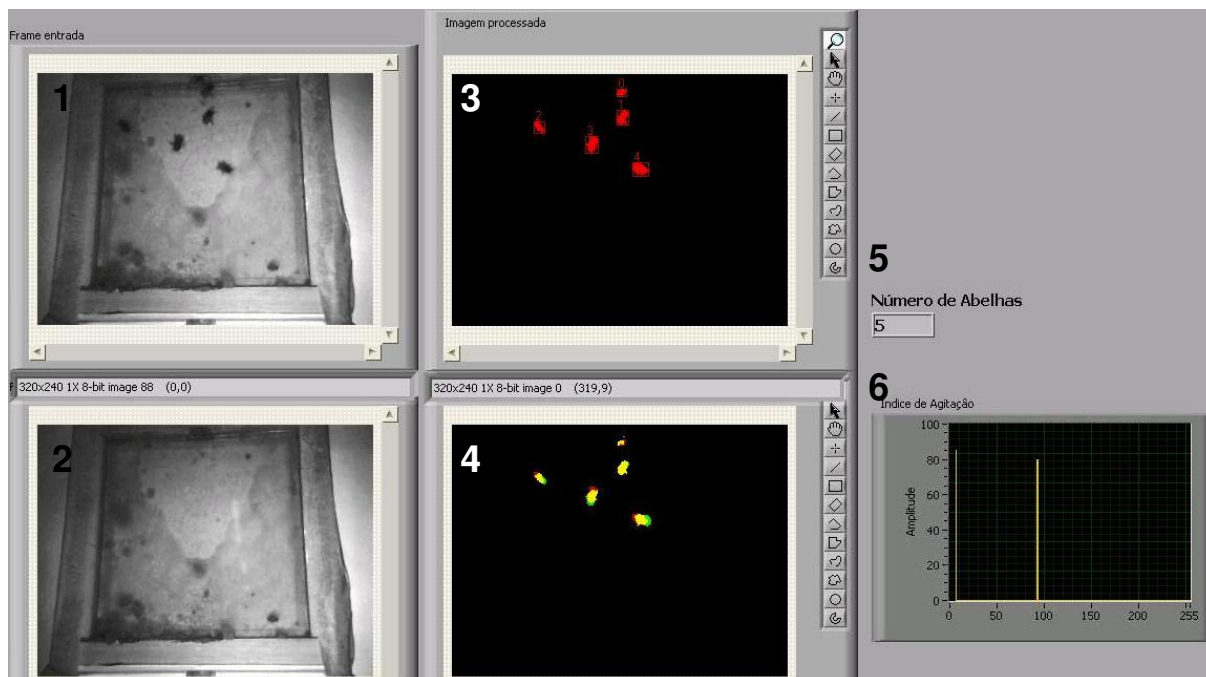 Frame entrada
1
320x240 1X 8-bit image 88 (0,0)
2
Imagem processada
3
0
1
2
3
4
320x240 1X 8-bit image 0 (319,9)
4
5
Número de Abelhas
5
6
Indice de Agitação
Amplitude
100
80
60
40
20
0
0 50 100 150 200 255